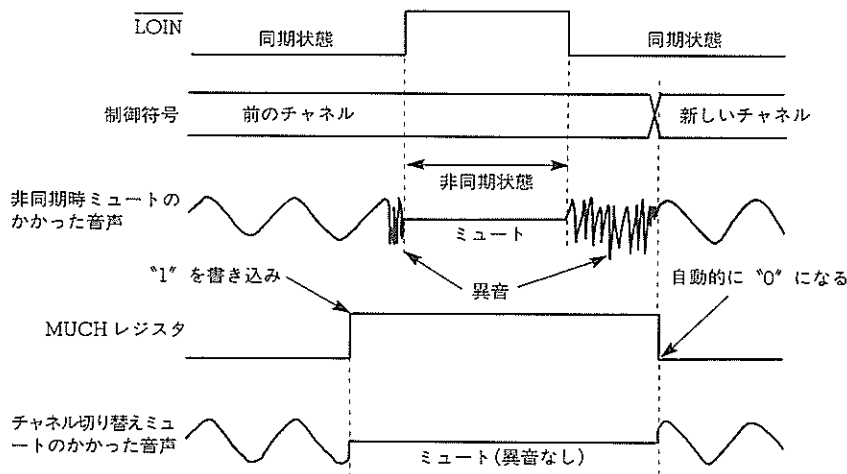 LOIN
同期状態
同期状態
制御符号
前のチャネル
新しいチャネル
非同期状態
非同期時ミュートの
かかった音声
ミュート
〝1〟を書き込み
異音
自動的に〝0〟になる
MUCHレジスタ
チャネル切り替えミュ
ートのかかった音声
ミュート(異音なし)